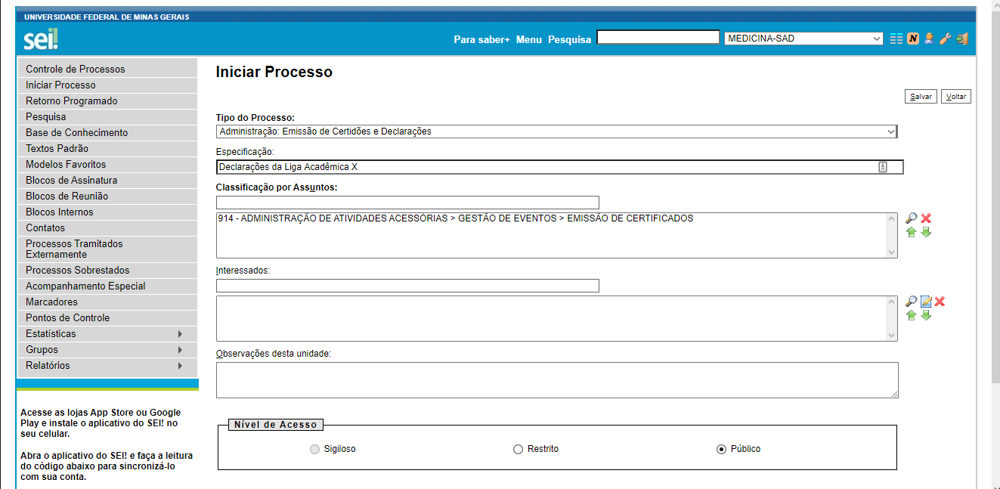 UNIVERSIDADE FEDERAL DE MINAS GERAIS
sei!
Para saber+ Menu Pesquisa MEDICINA-SAD
N
Controle de Processos
Iniciar Processo
Retorno Programado
Pesquisa
Base de Conhecimento
Textos Padrão
Modelos Favoritos
Blocos de Assinatura
Blocos de Reunião
Blocos Internos
Contatos
Processos Tramitados
Externamente
Processos Sobrestados
Acompanhamento Especial
Marcadores
Pontos de Controle
Estatísticas
Grupos
Relatórios
Acesse as lojas App Store ou Google
Play e instale o aplicativo do SEI! no
seu celular.
Abra o aplicativo do SEI! e faça a leitura
do código abaixo para sincronizá-lo
com sua conta.
Iniciar Processo
Salvar Voltar
Tipo do Processo:
Administração: Emissão de Certidões e Declarações
Especificação:
Declarações da Liga Acadêmica X
Classificação por Assuntos:
914 - ADMINISTRAÇÃO DE ATIVIDADES ACESSÓRIAS > GESTÃO DE EVENTOS > EMISSÃO DE CERTIFICADOS
Interessados:
Observações desta unidade:
Nível de Acesso
Sigiloso Restrito Público